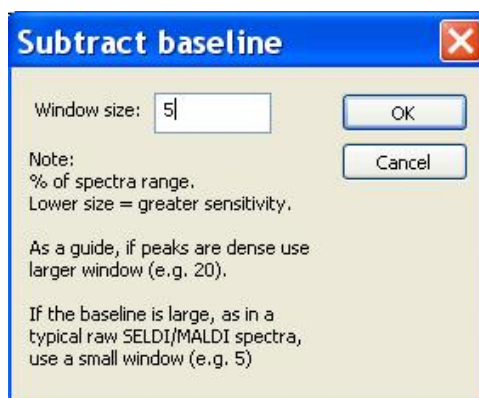 Subtract baseline
Window size: 5
OK
Note:
% of spectra range.
Lower size = greater sensitivity.
Cancel
As a guide, if peaks are dense use
larger window (e.g. 20).
If the baseline is large, as in a
typical raw SELDI/MALDI spectra,
use a small window (e.g. 5)